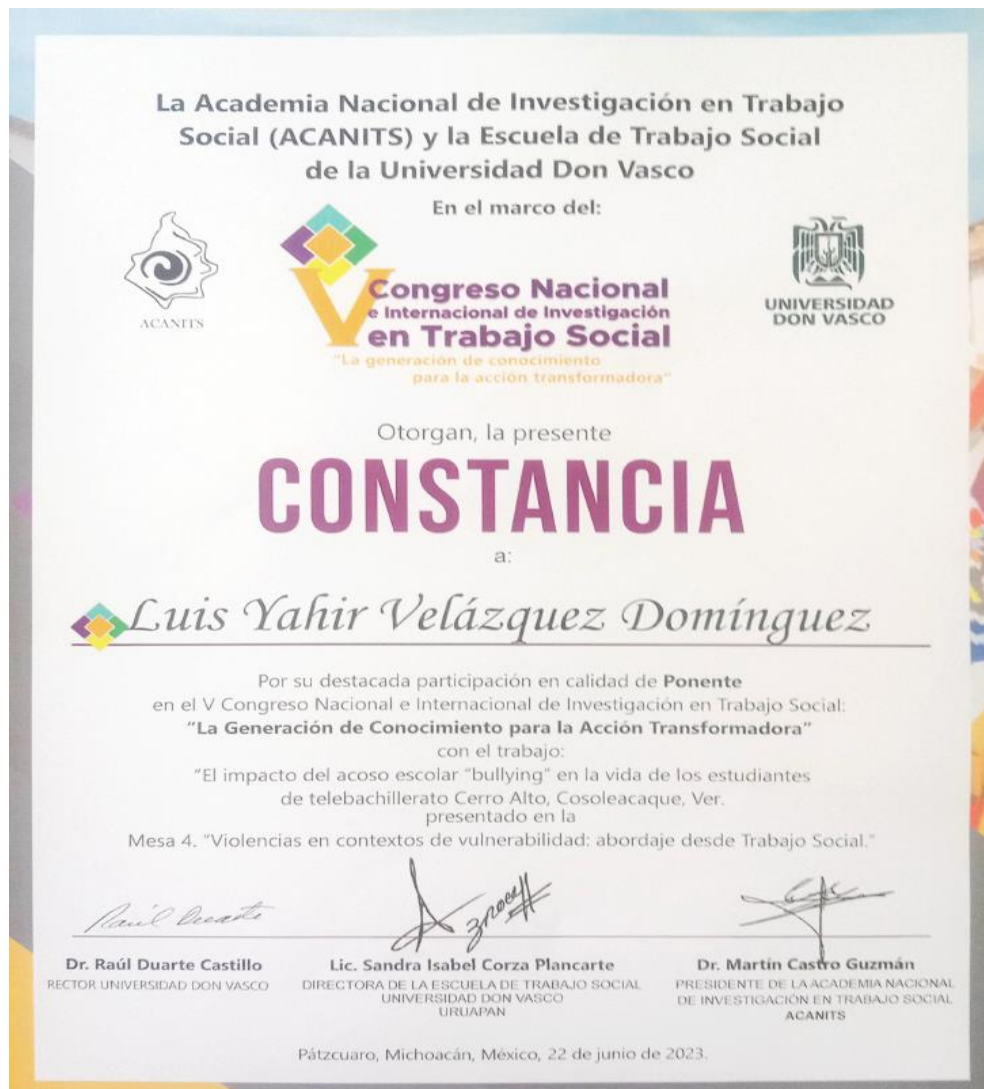 La Academia Nacional de Investigación en Trabajo
Social (ACANITS) y la Escuela de Trabajo Social
de la Universidad Don Vasco
En el marco del:
ACANITS
V Congreso Nacional
e Internacional de Investigación
en Trabajo Social
"La generación de conocimiento
para la acción transformadora"
UNIVERSIDAD
DON VASCO
Otorgan, la presente
CONSTANCIA
a:
Luis Yahir Velázquez Domínguez
Por su destacada participación en calidad de Ponente
en el V Congreso Nacional e Internacional de Investigación en Trabajo Social:
"La Generación de Conocimiento para la Acción Transformadora"
con el trabajo:
"El impacto del acoso escolar "bullying" en la vida de los estudiantes
de telebachillerato Cerro Alto, Cosoleacaque, Ver.
presentado en la
Mesa 4. "Violencias en contextos de vulnerabilidad: abordaje desde Trabajo Social."
Raúl Duarte
Dr. Raúl Duarte Castillo
RECTOR UNIVERSIDAD DON VASCO
Lic. Sandra Isabel Corza Plancarte
DIRECTORA DE LA ESCUELA DE TRABAJO SOCIAL
UNIVERSIDAD DON VASCO
URUAPAN
Dr. Martín Castro Guzmán
PRESIDENTE DE LA ACADEMIA NACIONAL
DE INVESTIGACIÓN EN TRABAJO SOCIAL
ACANITS
Pátzcuaro, Michoacán, México, 22 de junio de 2023.